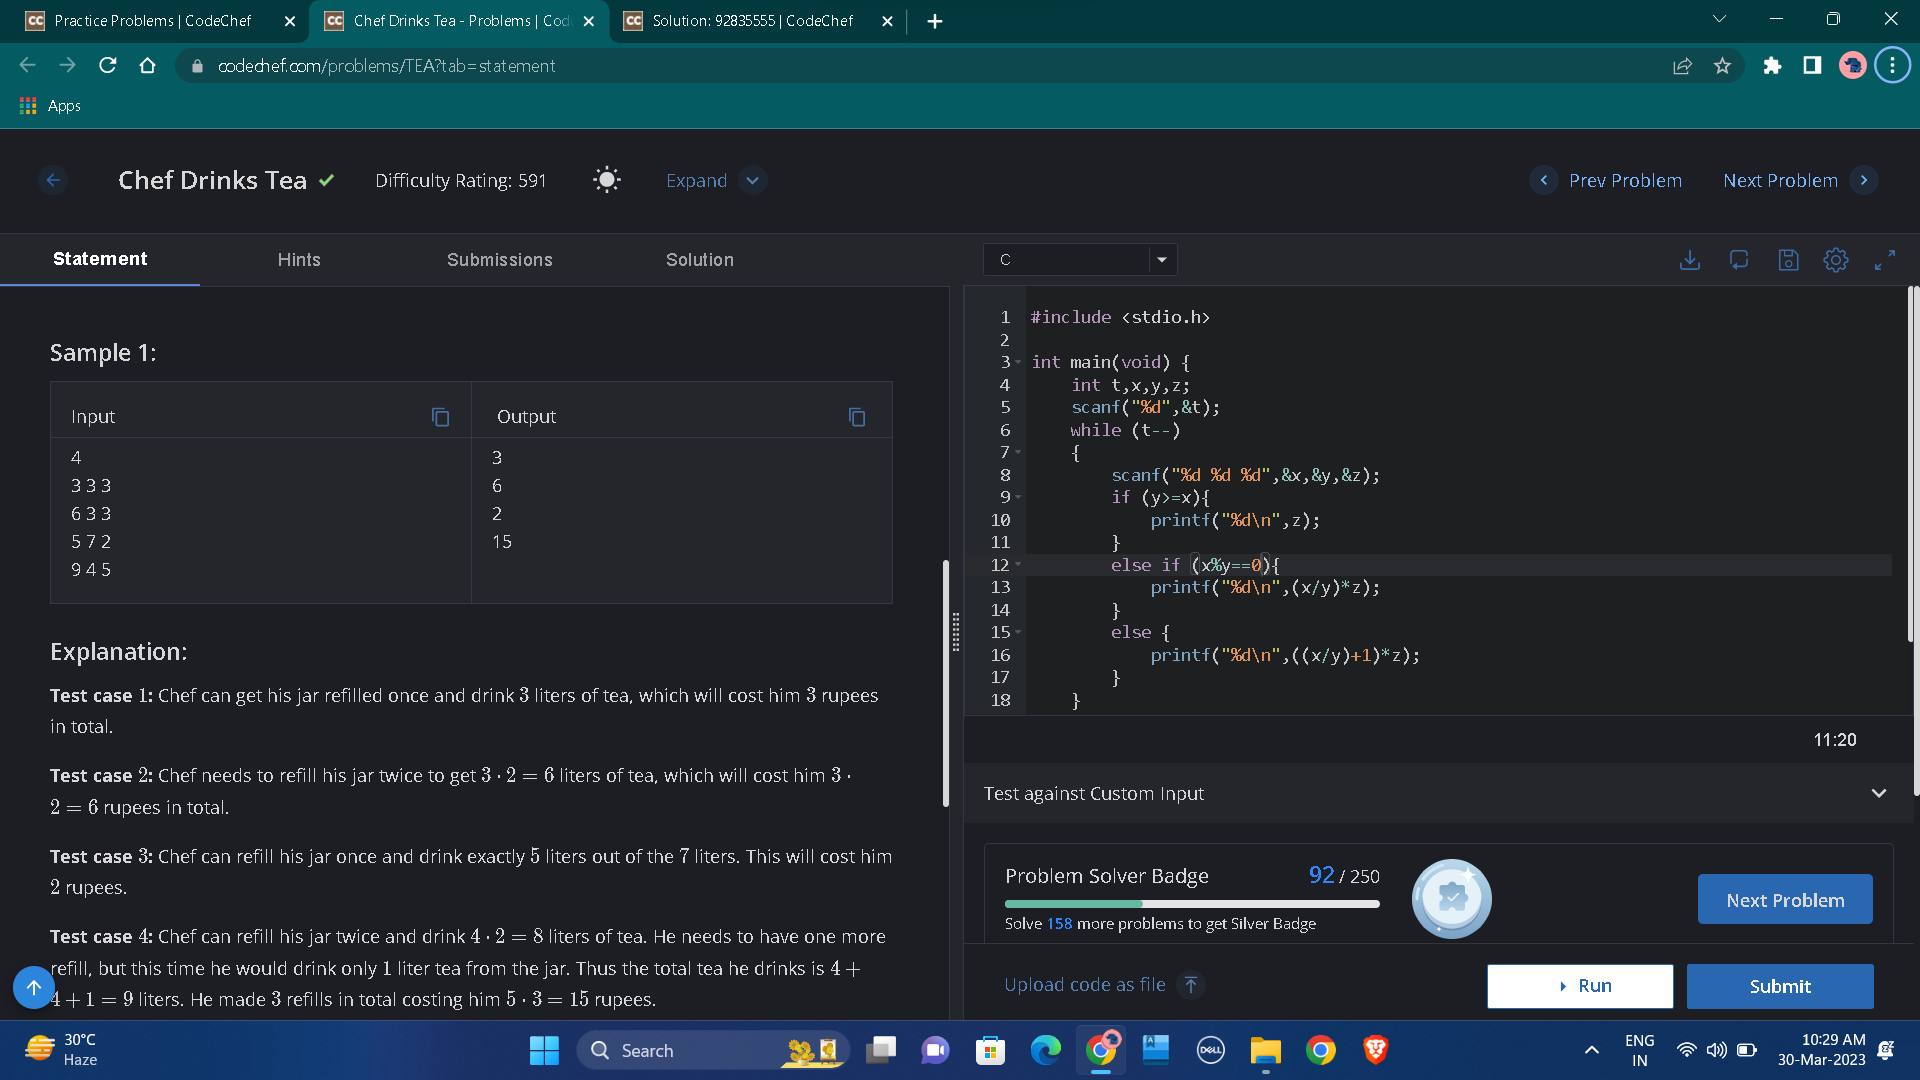 Practice Problems | CodeChef
Chef Drinks Tea - Problems | Cod
Solution: 92835555 | CodeChef
codechef.com/problems/TEA?tab=statement
Apps
Chef Drinks Tea
Difficulty Rating: 591
Expand
Prev Problem
Next Problem
Statement
Hints
Submissions
Solution
C
Sample 1:
Input
Output
4
3 3 3
6 3 3
5 7 2
9 4 5
3
6
2
15
Explanation:
Test case 1: Chef can get his jar refilled once and drink 3 liters of tea, which will cost him 3 rupees
in total.
Test case 2: Chef needs to refill his jar twice to get 3 · 2 = 6 liters of tea, which will cost him 3 ·
2 = 6 rupees in total.
Test case 3: Chef can refill his jar once and drink exactly 5 liters out of the 7 liters. This will cost him
2 rupees.
Test case 4: Chef can refill his jar twice and drink 4 · 2 = 8 liters of tea. He needs to have one more
refill, but this time he would drink only 1 liter tea from the jar. Thus the total tea he drinks is 4 +
4 + 1 = 9 liters. He made 3 refills in total costing him 5 · 3 = 15 rupees.
1 #include <stdio.h>
2
3 int main(void) {
4     int t,x,y,z;
5     scanf("%d",&t);
6     while (t--)
7     {
8         scanf("%d %d %d",&x,&y,&z);
9         if (y>=x){
10             printf("%d\n",z);
11         }
12         else if (x%y==0){
13             printf("%d\n",(x/y)*z);
14         }
15         else {
16             printf("%d\n",((x/y)+1)*z);
17         }
18     }
11:20
Test against Custom Input
Problem Solver Badge
92 / 250
Solve 158 more problems to get Silver Badge
Next Problem
Upload code as file
Run
Submit
30°C
Haze
Search
DELL
ENG
IN
10:29 AM
30-Mar-2023